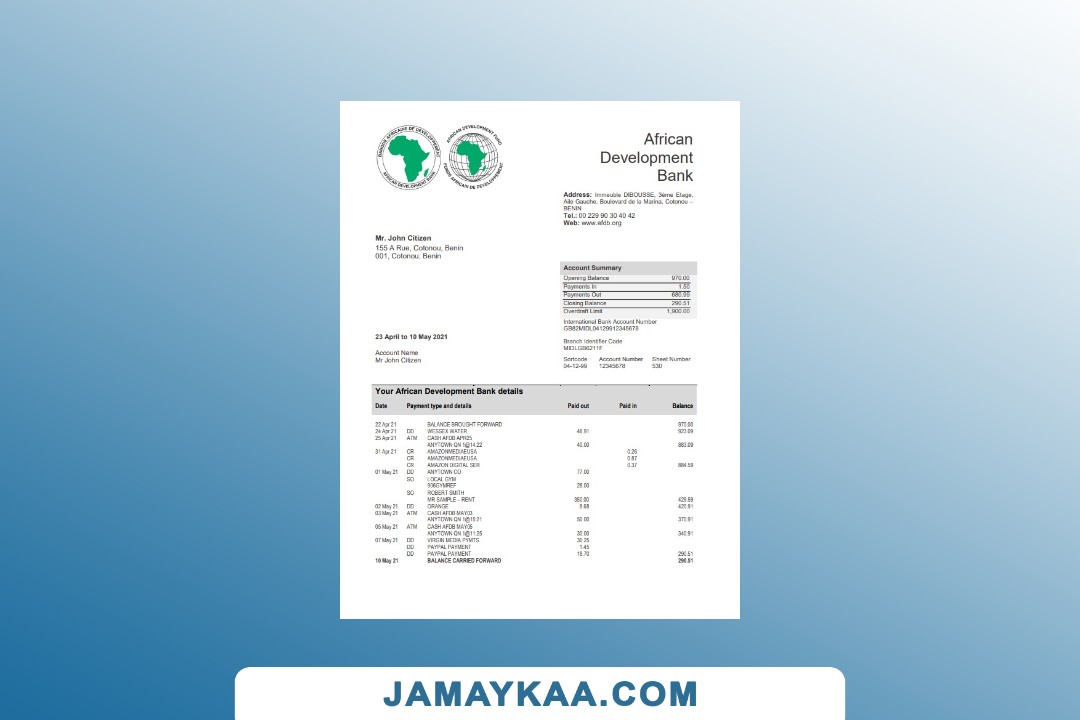 BANQUE AFRICAINE DE DEVELOPPEMENT
AFRICAN DEVELOPMENT BANK
AFRICAN DEVELOPMENT FUND
FONDS AFRICAIN DE DEVELOPPEMENT
African
Development
Bank
Address: Immeuble DIBOUSSE, 3ème Etage,
Aile Gauche, Boulevard de la Marina, Cotonou –
BENIN
Tel.: 00 229 90 30 40 42
Web: www.afdb.org
Mr. John Citizen
155 A Rue, Cotonou, Benin
001, Cotonou, Benin
Account Summary
Opening Balance 970.00
Payments In 1.50
Payments Out 680.99
Closing Balance 290.51
Overdraft Limit 1,900.00
International Bank Account Number
GB82MIDL04129912345678
Branch Identifier Code
MIDLGB6211F
Sortcode Account Number Sheet Number
04-12-99 12345678 530
23 April to 10 May 2021
Account Name
Mr John Citizen
Your African Development Bank details
Date Payment type and details Paid out Paid in Balance
22 Apr 21 BALANCE BROUGHT FORWARD 970.00
24 Apr 21 DD WESSEX WATER 46.91 923.09
25 Apr 21 ATM CASH AFDB APR25
ANYTOWN QN 1@14:22 40.00 883.09
31 Apr 21 CR AMAZONMEDIAEUSA 0.26
CR AMAZONMEDIAEUSA 0.87
CR AMAZON DIGITAL SER 0.37 884.59
01 May 21 DD ANYTOWN CO 77.00
SO LOCAL GYM
936GYMREF 28.00
SO ROBERT SMITH
MR SAMPLE – RENT 350.00 429.59
02 May 21 DD ORANGE 8.68 420.91
03 May 21 ATM CASH AFDB MAY03
ANYTOWN QN 1@15:21 50.00 370.91
05 May 21 ATM CASH AFDB MAY05
ANYTOWN QN 1@11:25 30.00 340.91
07 May 21 DD VIRGIN MEDIA PYMTS 30.25
DD PAYPAL PAYMENT 1.45
DD PAYPAL PAYMENT 18.70 290.51
10 May 21 BALANCE CARRIED FORWARD 290.51
JAMAYKAA.COM